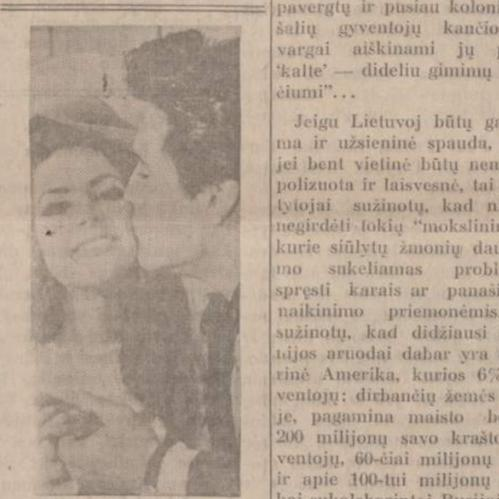 pavergtų ir pusiau kolon
šalių gyventojų kančio
vargai aiškinami jų p
'kalte' — dideliu gimimų
čiumi"...
Jeigu Lietuvoj būtų ga
ma ir užsieninė spauda,
jei bent vietinė būtų nem
polizuota ir laisvesnė, tai
tytojai sužinotų, kad n
negirdėti tokių "mokslinin
kurie siūlytų žmonių dau
mo sukeliamas probl
spręsti karais ar panaši
naikinimo priemonėmis
sužinotų, kad didžiausi
nijos aruodai dabar yra
rinė Amerika, kurios 6%
ventojų: dirbančių žemės
je, pagamina maisto b
200 milijonų savo krašto
ventojų, 60-čiai milijonų
ir apie 100-tui milijonų